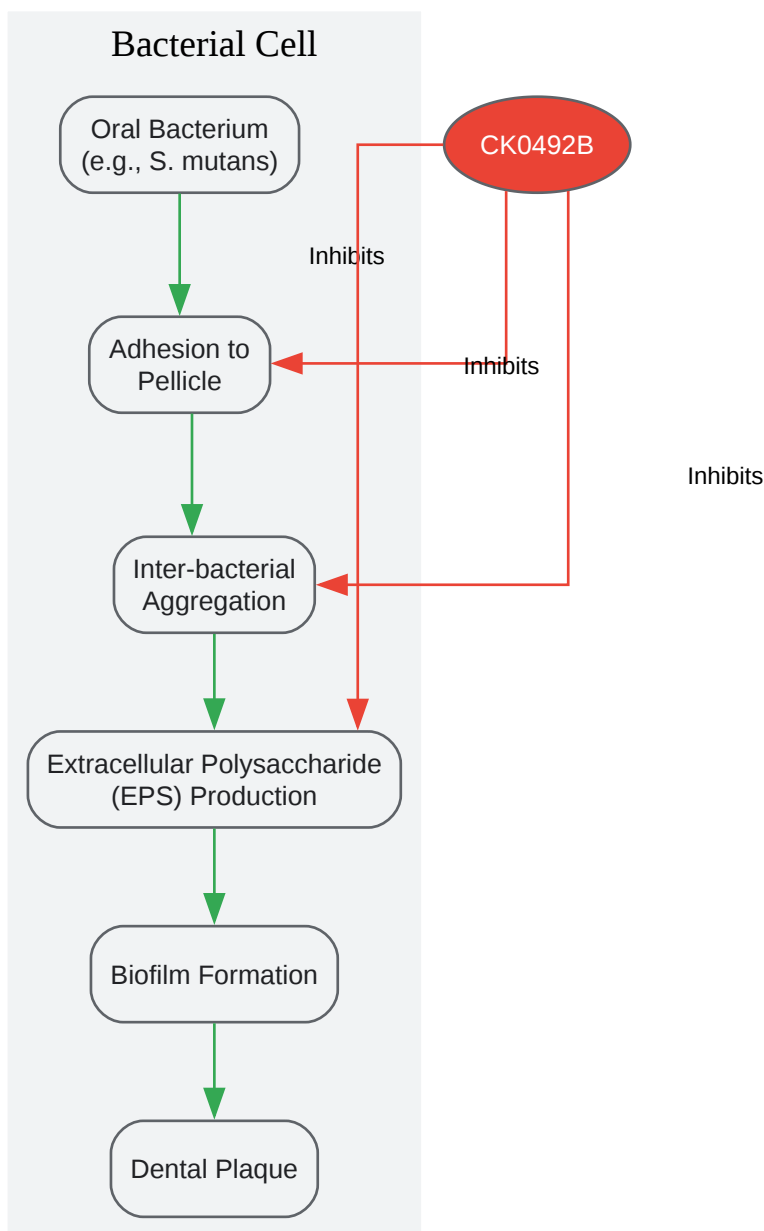 Bacterial Cell
Oral Bacterium
(e.g., S. mutans)
CK0492B
Inhibits
Adhesion to
Pellicle
Inhibits
Inhibits
Inter-bacterial
Aggregation
Extracellular Polysaccharide
(EPS) Production
Biofilm Formation
Dental Plaque